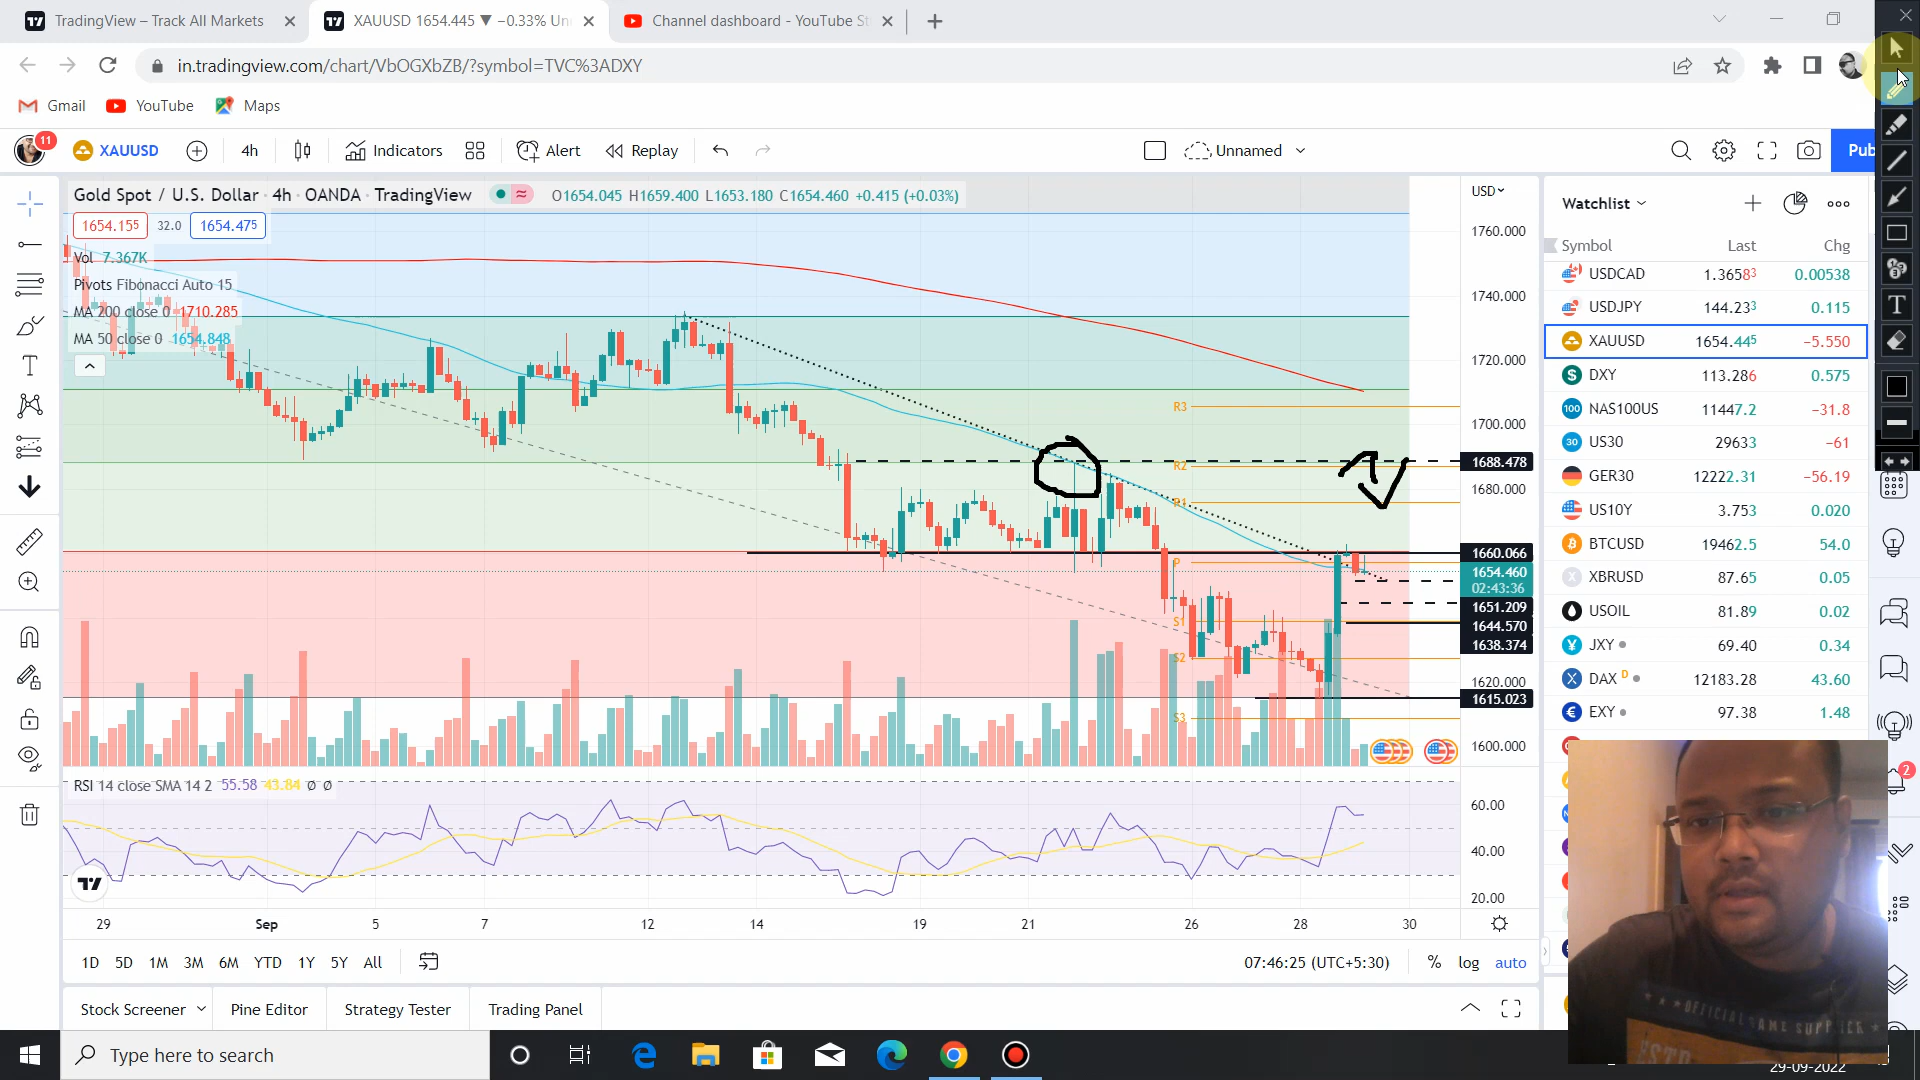 TradingView – Track All Markets
XAUUSD 1654.445 ▼ −0.33% Un
Channel dashboard - YouTube St
in.tradingview.com/chart/VbOGXbZB/?symbol=TVC%3ADXY
Gmail YouTube Maps
11 XAUUSD 4h Indicators Alert Replay Unnamed Pub
Gold Spot / U.S. Dollar · 4h · OANDA · TradingView O1654.045 H1659.400 L1653.180 C1654.460 +0.415 (+0.03%)
1654.155 32.0 1654.475
Vol 7.367K
Pivots Fibonacci Auto 15
MA 200 close 0 1710.285
MA 50 close 0 1654.848
R3
R2
R1
P
S1
S2
S3
USD
1760.000
1740.000
1720.000
1700.000
1688.478
1680.000
1660.066
1654.460
02:43:36
1651.209
1644.570
1638.374
1620.000
1615.023
1600.000
RSI 14 close SMA 14 2 55.58 43.84 ø ø
60.00
40.00
20.00
29 Sep 5 7 12 14 19 21 26 28 30
1D 5D 1M 3M 6M YTD 1Y 5Y All
07:46:25 (UTC+5:30) % log auto
Stock Screener Pine Editor Strategy Tester Trading Panel
Watchlist
Symbol Last Chg
USDCAD 1.36583 0.00538
USDJPY 144.233 0.115
XAUUSD 1654.445 −5.550
DXY 113.286 0.575
NAS100US 11447.2 −31.8
US30 29633 −61
GER30 12222.31 −56.19
US10Y 3.753 0.020
BTCUSD 19462.5 54.0
XBRUSD 87.65 0.05
USOIL 81.89 0.02
JXY 69.40 0.34
DAX D 12183.28 43.60
EXY 97.38 1.48
2
Type here to search
29-09-2022